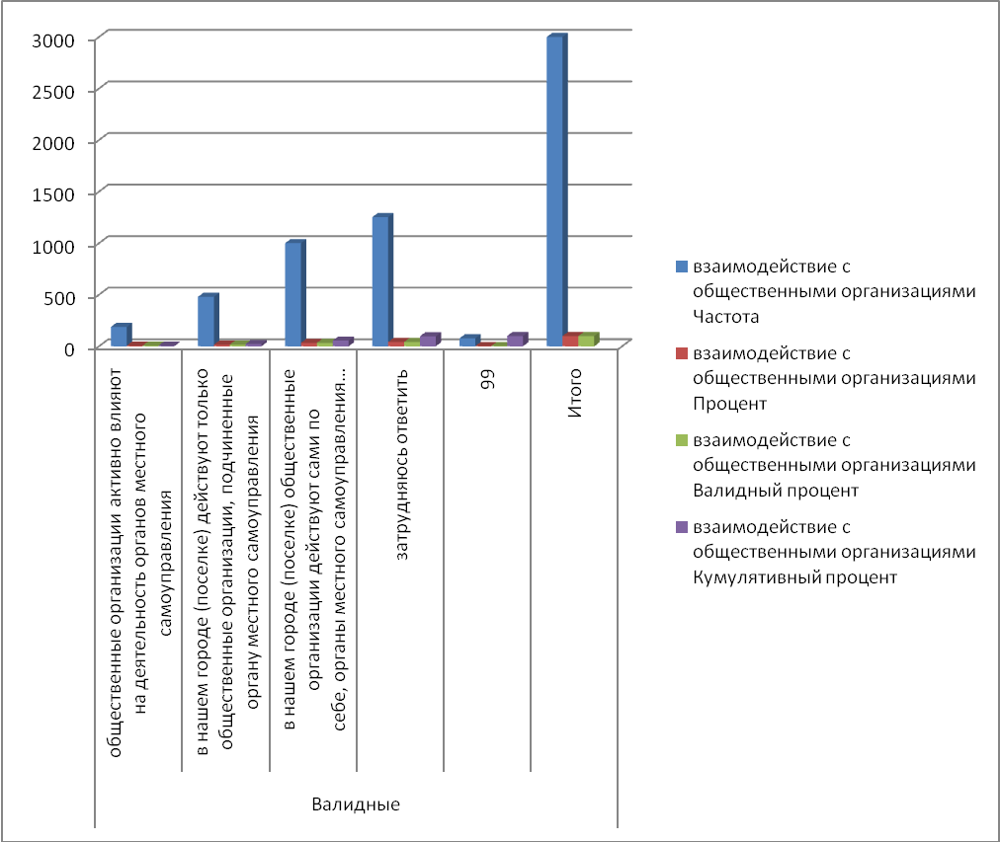 3000
2500
2000
1500
1000
500
0
общественные организации активно влияют
на деятельность органов местного
самоуправления
в нашем городе (поселке) действуют только
общественные организации, подчиненные
органу местного самоуправления
в нашем городе (поселке) общественные
организации действуют сами по
себе, органы местного самоуправления...
затрудняюсь ответить
99
Итого
Валидные
взаимодействие с
общественными организациями
Частота
взаимодействие с
общественными организациями
Процент
взаимодействие с
общественными организациями
Валидный процент
взаимодействие с
общественными организациями
Кумулятивный процент